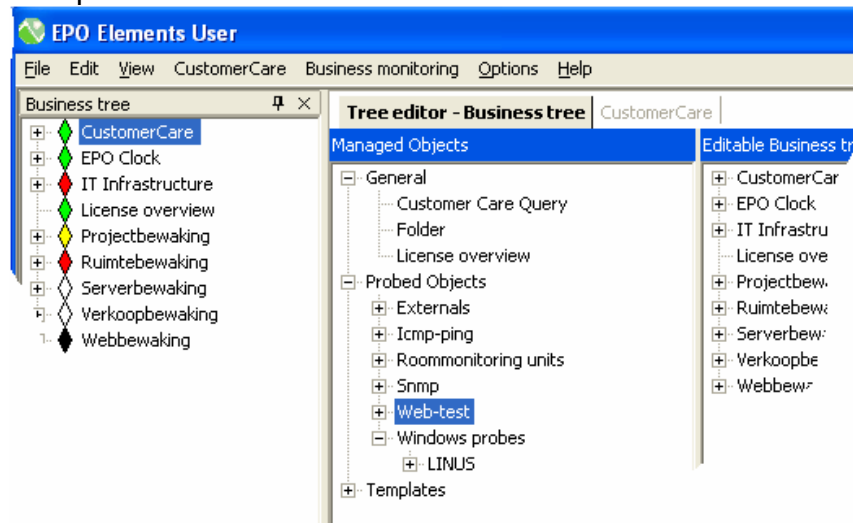 EPO Elements User
File Edit View CustomerCare Business monitoring Options Help
Business tree
CustomerCare
EPO Clock
IT Infrastructure
License overview
Projectbewaking
Ruimtebewaking
Serverbewaking
Verkoopbewaking
Webbewaking
Tree editor - Business tree CustomerCare
Managed Objects
General
Customer Care Query
Folder
License overview
Probed Objects
Externals
Icmp-ping
Roommonitoring units
Snmp
Web-test
Windows probes
LINUS
Templates
Editable Business tr
CustomerCar
EPO Clock
IT Infrastru
License ove
Projectbew
Ruimtebewa
Serverbew
Verkoopbe
Webbew